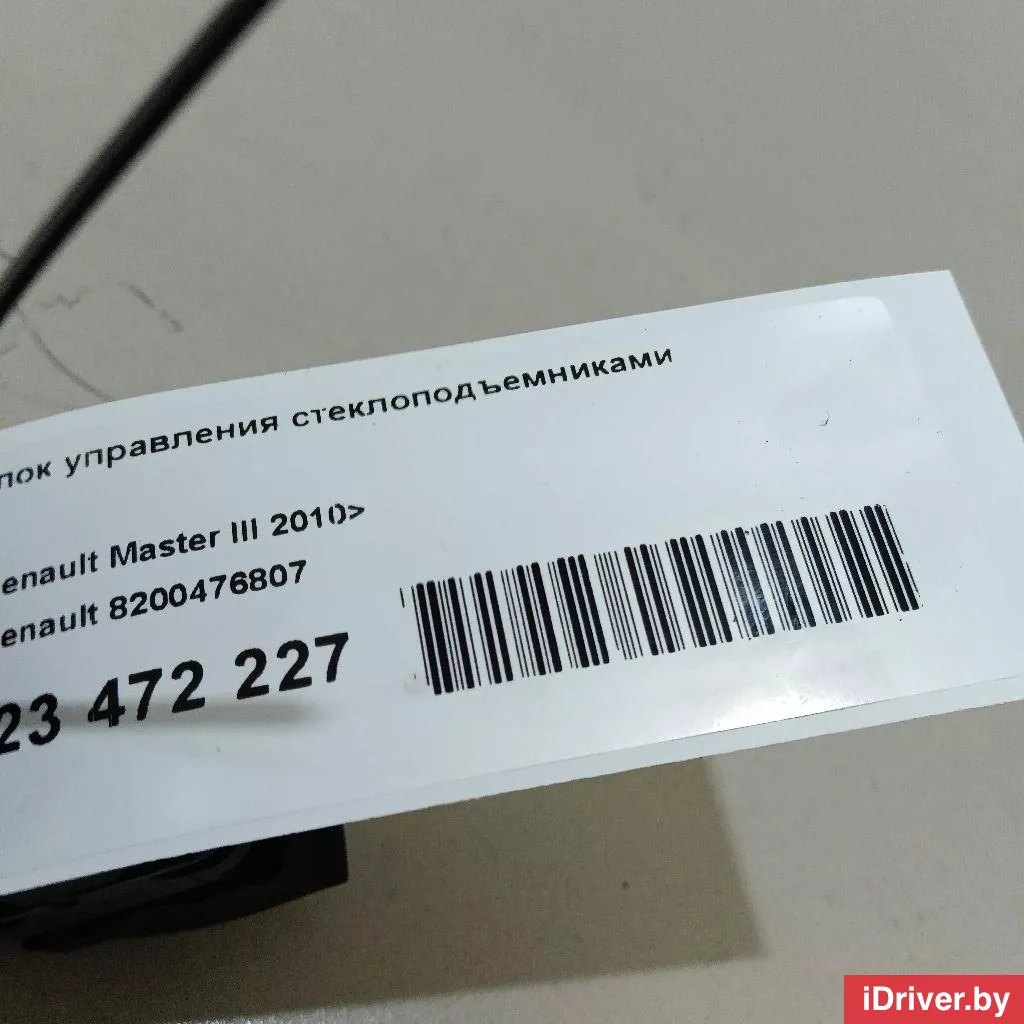 лок управления стеклоподъемниками
enault Master III 2010>
enault 8200476807
23 472 227
iDriver.by